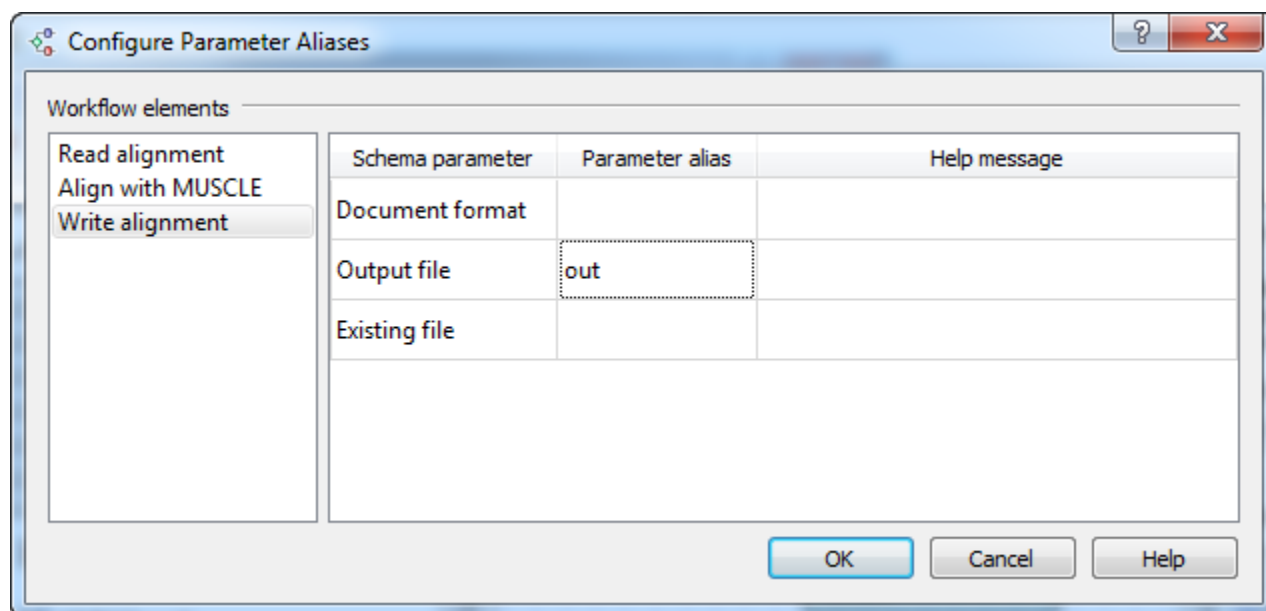 Configure Parameter Aliases
Workflow elements
Read alignment
Align with MUSCLE
Write alignment
Schema parameter Parameter alias Help message
Document format
Output file out
Existing file
OK Cancel Help